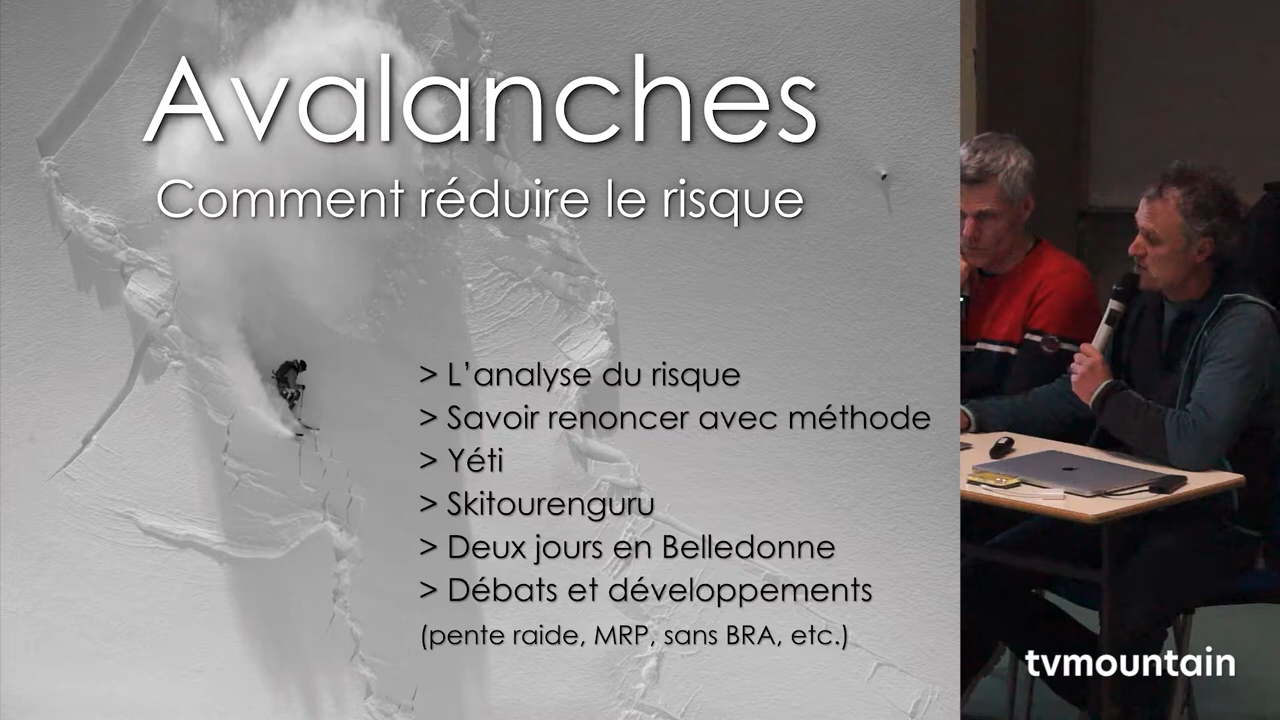 Avalanches
Comment réduire le risque
> L’analyse du risque
> Savoir renoncer avec méthode
> Yéti
> Skitourenguru
> Deux jours en Belledonne
> Débats et développements
(pente raide, MRP, sans BRA, etc.)
tvmountain